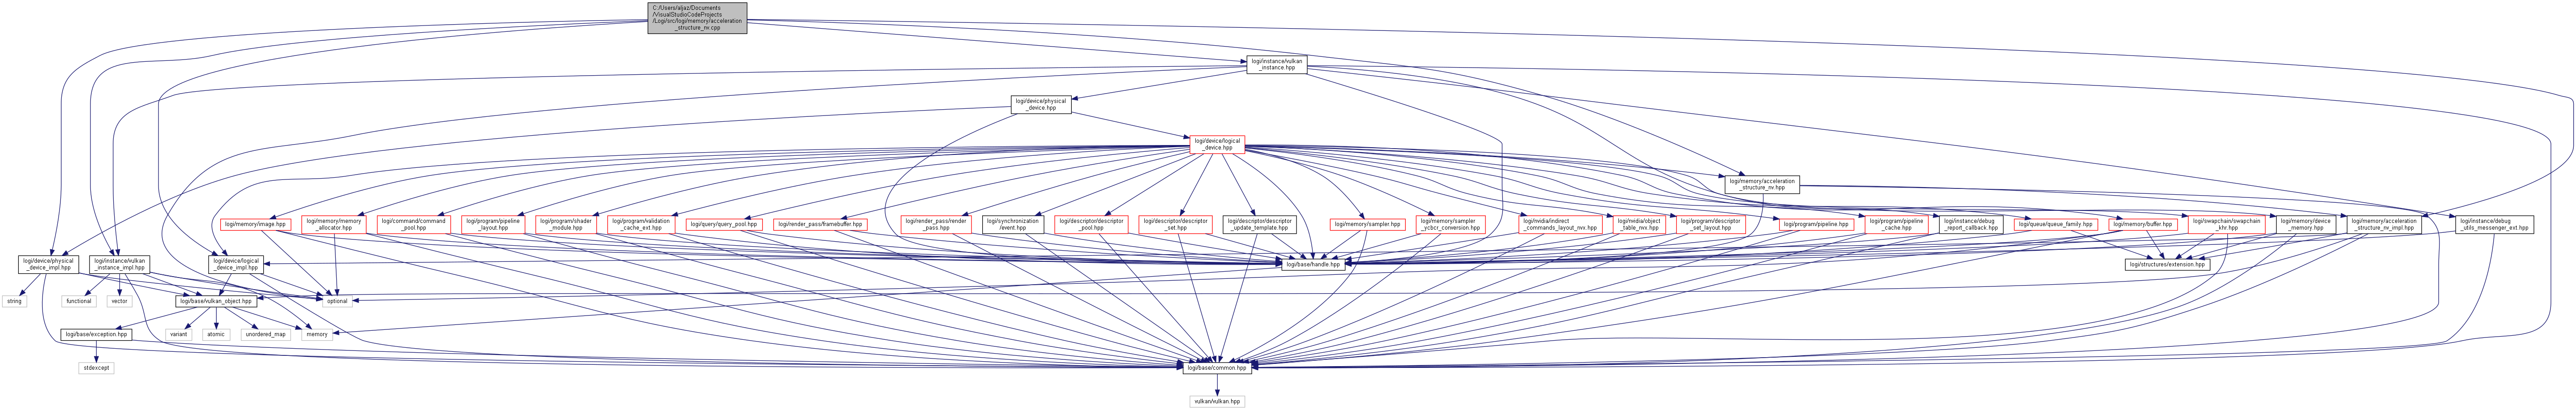 C:/Users/aljaz/Documents
/VisualStudioCodeProjects
/Logi/src/logi/memory/acceleration
_structure_nv.cpp
logi/instance/vulkan
_instance.hpp
logi/device/physical
_device.hpp
logi/device/logical
_device.hpp
logi/memory/acceleration
_structure_nv.hpp
logi/memory/image.hpp
logi/memory/memory
_allocator.hpp
logi/command/command
_pool.hpp
logi/program/pipeline
_layout.hpp
logi/program/shader
_module.hpp
logi/program/validation
_cache_ext.hpp
logi/query/query_pool.hpp
logi/render_pass/framebuffer.hpp
logi/render_pass/render
_pass.hpp
logi/synchronization
/event.hpp
logi/descriptor/descriptor
_pool.hpp
logi/descriptor/descriptor
_set.hpp
logi/descriptor/descriptor
_update_template.hpp
logi/memory/sampler.hpp
logi/memory/sampler
_ycbcr_conversion.hpp
logi/nvidia/indirect
_commands_layout_nvx.hpp
logi/nvidia/object
_table_nvx.hpp
logi/program/descriptor
_set_layout.hpp
logi/program/pipeline.hpp
logi/program/pipeline
_cache.hpp
logi/instance/debug
_report_callback.hpp
logi/queue/queue_family.hpp
logi/memory/buffer.hpp
logi/swapchain/swapchain
_khr.hpp
logi/memory/device
_memory.hpp
logi/memory/acceleration
_structure_nv_impl.hpp
logi/instance/debug
_utils_messenger_ext.hpp
logi/device/physical
_device_impl.hpp
logi/instance/vulkan
_instance_impl.hpp
logi/device/logical
_device_impl.hpp
logi/base/handle.hpp
logi/structures/extension.hpp
string
functional
vector
logi/base/vulkan_object.hpp
optional
logi/base/exception.hpp
variant
atomic
unordered_map
memory
stdexcept
logi/base/common.hpp
vulkan/vulkan.hpp